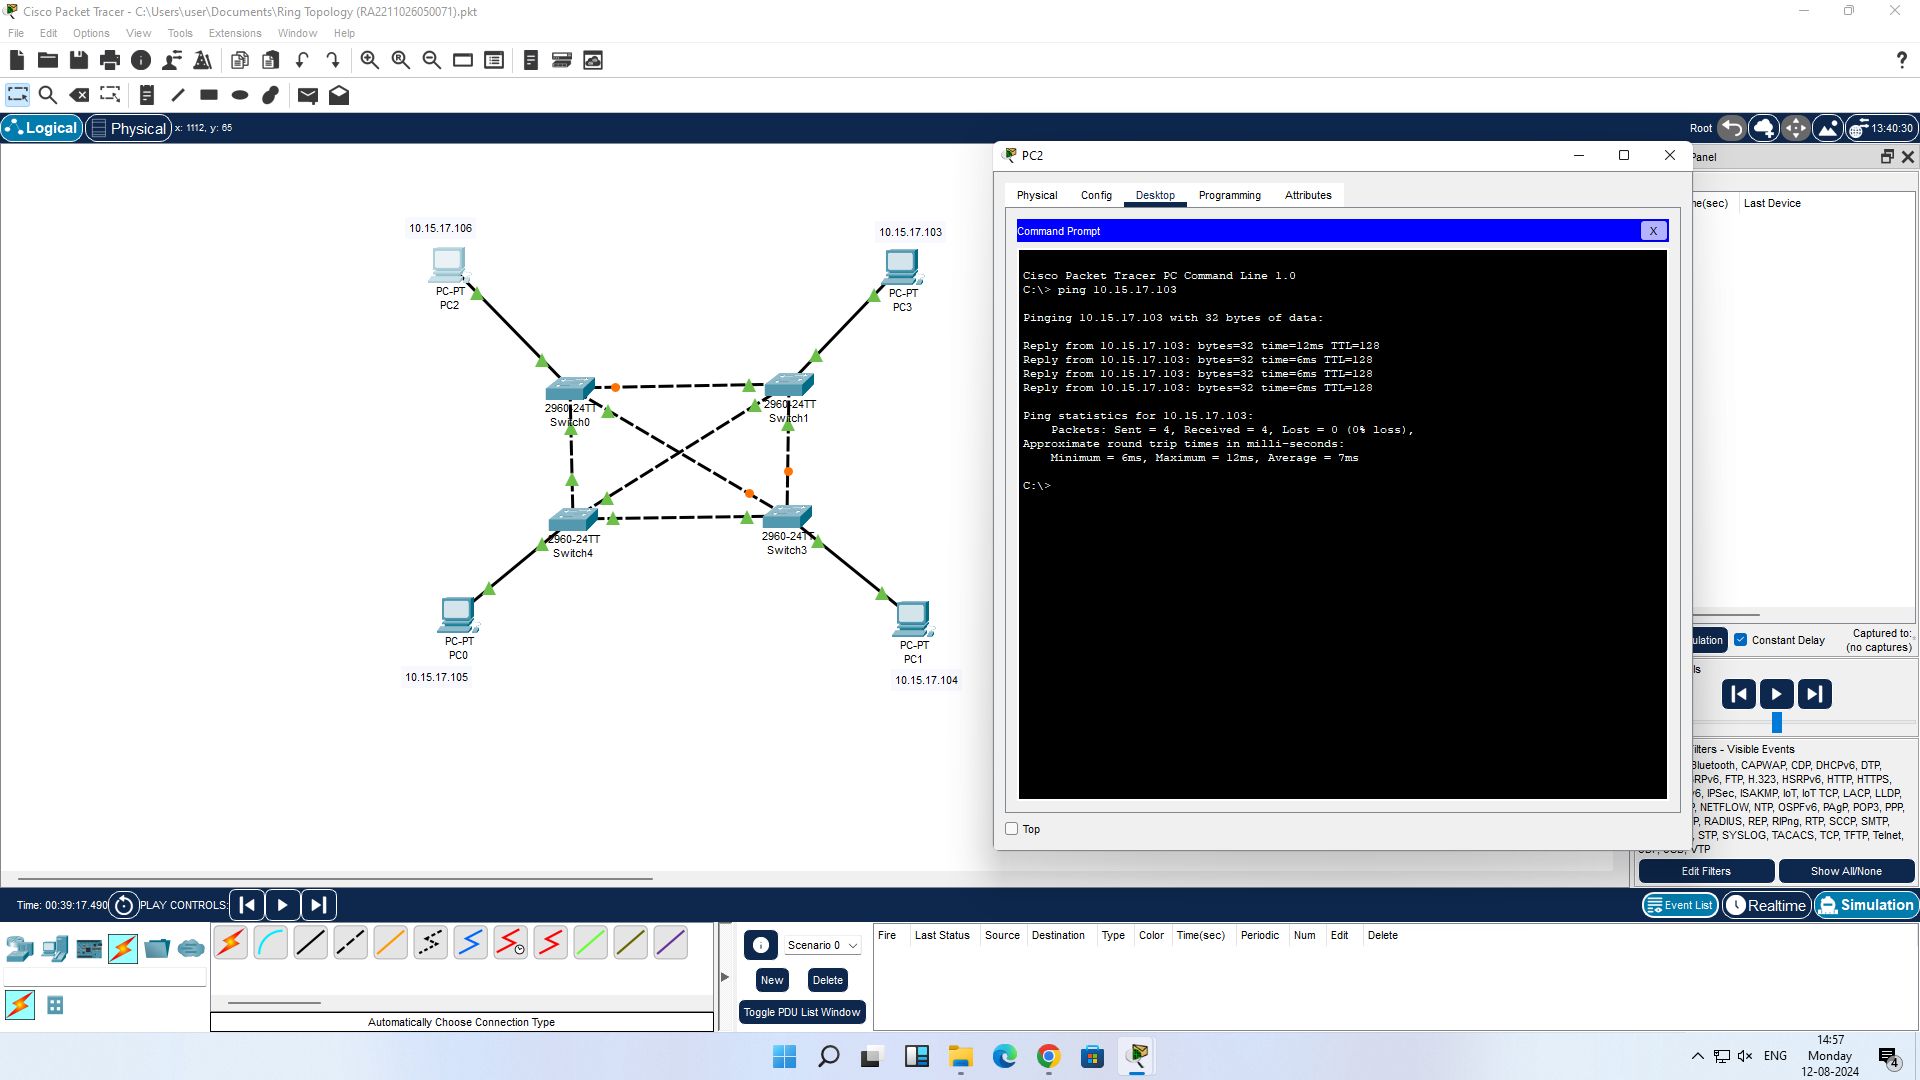 Cisco Packet Tracer - C:\Users\user\Documents\Ring Topology (RA2211026050071).pkt
File Edit Options View Tools Extensions Window Help
?
Logical Physical x: 1112, y: 65
Root 13:40:30
PC2
Panel
Physical Config Desktop Programming Attributes
Last Device
Command Prompt X
Cisco Packet Tracer PC Command Line 1.0
C:\> ping 10.15.17.103
Pinging 10.15.17.103 with 32 bytes of data:
Reply from 10.15.17.103: bytes=32 time=12ms TTL=128
Reply from 10.15.17.103: bytes=32 time=6ms TTL=128
Reply from 10.15.17.103: bytes=32 time=6ms TTL=128
Reply from 10.15.17.103: bytes=32 time=6ms TTL=128
Ping statistics for 10.15.17.103:
Packets: Sent = 4, Received = 4, Lost = 0 (0% loss),
Approximate round trip times in milli-seconds:
Minimum = 6ms, Maximum = 12ms, Average = 7ms
C:\>
Top
10.15.17.106
PC-PT
PC2
10.15.17.103
PC-PT
PC3
2960-24TT
Switch0
2960-24TT
Switch1
2960-24TT
Switch4
2960-24TT
Switch3
PC-PT
PC0
10.15.17.105
PC-PT
PC1
10.15.17.104
Constant Delay
Captured to:
(no captures)
- Visible Events
Bluetooth, CAPWAP, CDP, DHCPv6, DTP,
FTP, H.323, HSRPv6, HTTP, HTTPS,
IPSec, ISAKMP, IoT, IoT TCP, LACP, LLDP,
NETFLOW, NTP, OSPFv6, PAgP, POP3, PPP,
RADIUS, REP, RIPng, RTP, SCCP, SMTP,
STP, SYSLOG, TACACS, TCP, TFTP, Telnet,
VTP
Edit Filters Show All/None
Time: 00:39:17.490 PLAY CONTROLS: Event List Realtime Simulation
Scenario 0
New Delete
Toggle PDU List Window
Fire Last Status Source Destination Type Color Time(sec) Periodic Num Edit Delete
Automatically Choose Connection Type
ENG
14:57
Monday
12-08-2024
4